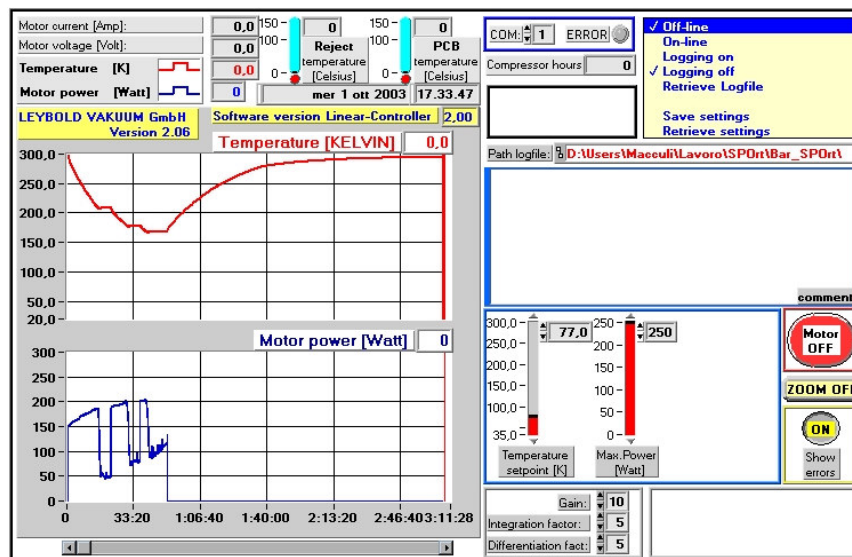 Motor current [Amp]: 0,0
Motor voltage [Volt]: 0,0
Temperature [K] 0,0
Motor power [Watt] 0
150 0 150 0
100 100
0 0
Reject temperature [Celsius]
PCB temperature [Celsius]
mer 1 ott 2003 17.33.47
LEYBOLD VAKUUM GmbH
Version 2.06
Software version Linear-Controller 2,00
Temperature [KELVIN] 0,0
300,0
250,0
200,0
150,0
100,0
50,0
20,0
Motor power [Watt] 0
300
250
200
150
100
50
0
0 33:20 1:06:40 1:40:00 2:13:20 2:46:40 3:11:28
COM: 1 ERROR
Compressor hours 0
✓ Off-line
On-line
Logging on
✓ Logging off
Retrieve Logfile
Save settings
Retrieve settings
Path logfile: D:\Users\Macculi\Lavoro\SPOrt\Bar_SPOrt\
comment
300,0 77,0
250,0
200,0
150,0
100,0
35,0
Temperature
setpoint [K]
250 250
200
150
100
50
0
Max.Power
[Watt]
Motor
OFF
ZOOM OFF
ON
Show
errors
Gain: 10
Integration factor: 5
Differentiation fact: 5